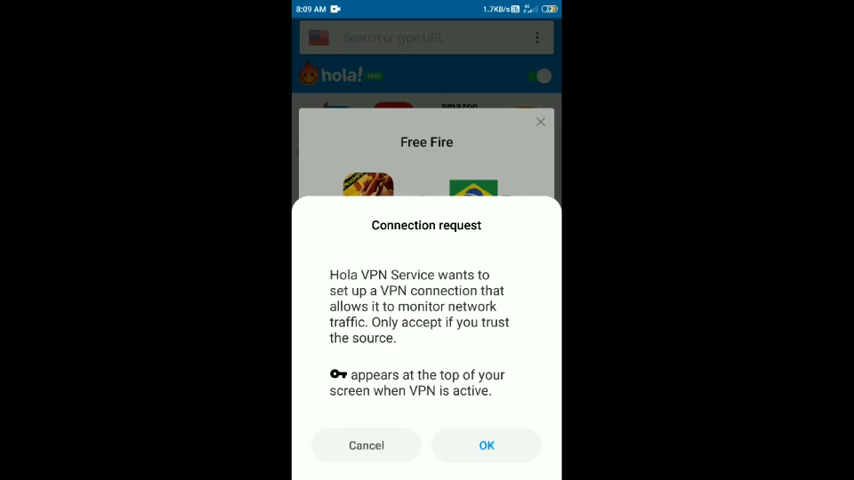 8:09 AM
1.7KB/s
Search or type URL
hola! FREE
amazon
Free Fire
Connection request
Hola VPN Service wants to
set up a VPN connection that
allows it to monitor network
traffic. Only accept if you trust
the source.
appears at the top of your
screen when VPN is active.
Cancel
OK